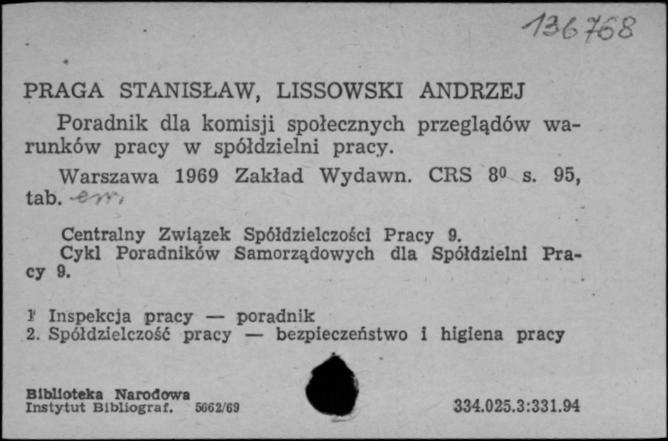 136768
PRAGA STANISŁAW, LISSOWSKI ANDRZEJ
Poradnik dla komisji społecznych przeglądów wa-
runków pracy w spółdzielni pracy.
Warszawa 1969 Zakład Wydawn. CRS 8⁰ s. 95,
tab.
Centralny Związek Spółdzielczości Pracy 9.
Cykl Poradników Samorządowych dla Spółdzielni Pra-
cy 9.
1 Inspekcja pracy — poradnik
2. Spółdzielczość pracy — bezpieczeństwo i higiena pracy
Biblioteka Narodowa
Instytut Bibliograf. 5662/69
334.025.3:331.94